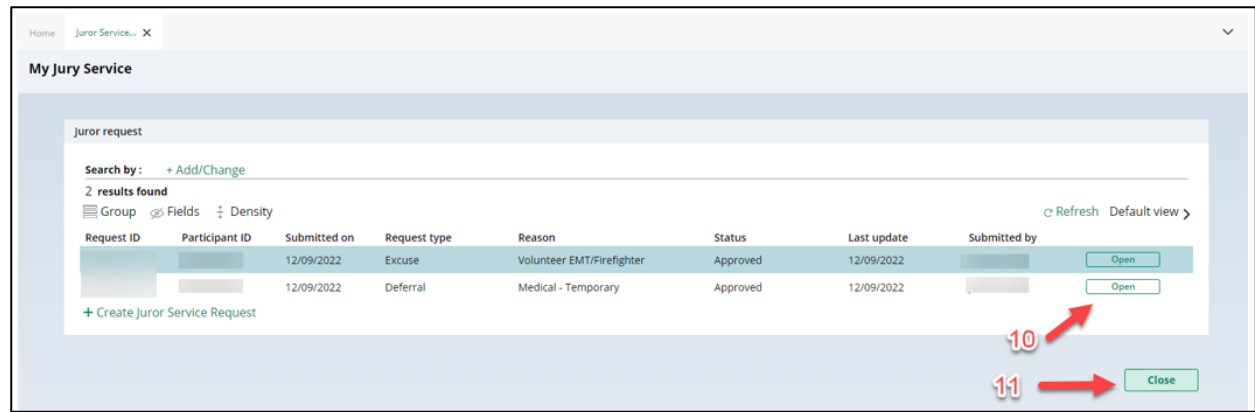 Home Juror Service... X
My Jury Service
Juror request
Search by : + Add/Change
2 results found
Group Fields Density Refresh Default view >
Request ID Participant ID Submitted on Request type Reason Status Last update Submitted by
12/09/2022 Excuse Volunteer EMT/Firefighter Approved 12/09/2022 Open
12/09/2022 Deferral Medical - Temporary Approved 12/09/2022 Open
+ Create Juror Service Request
10
11 Close